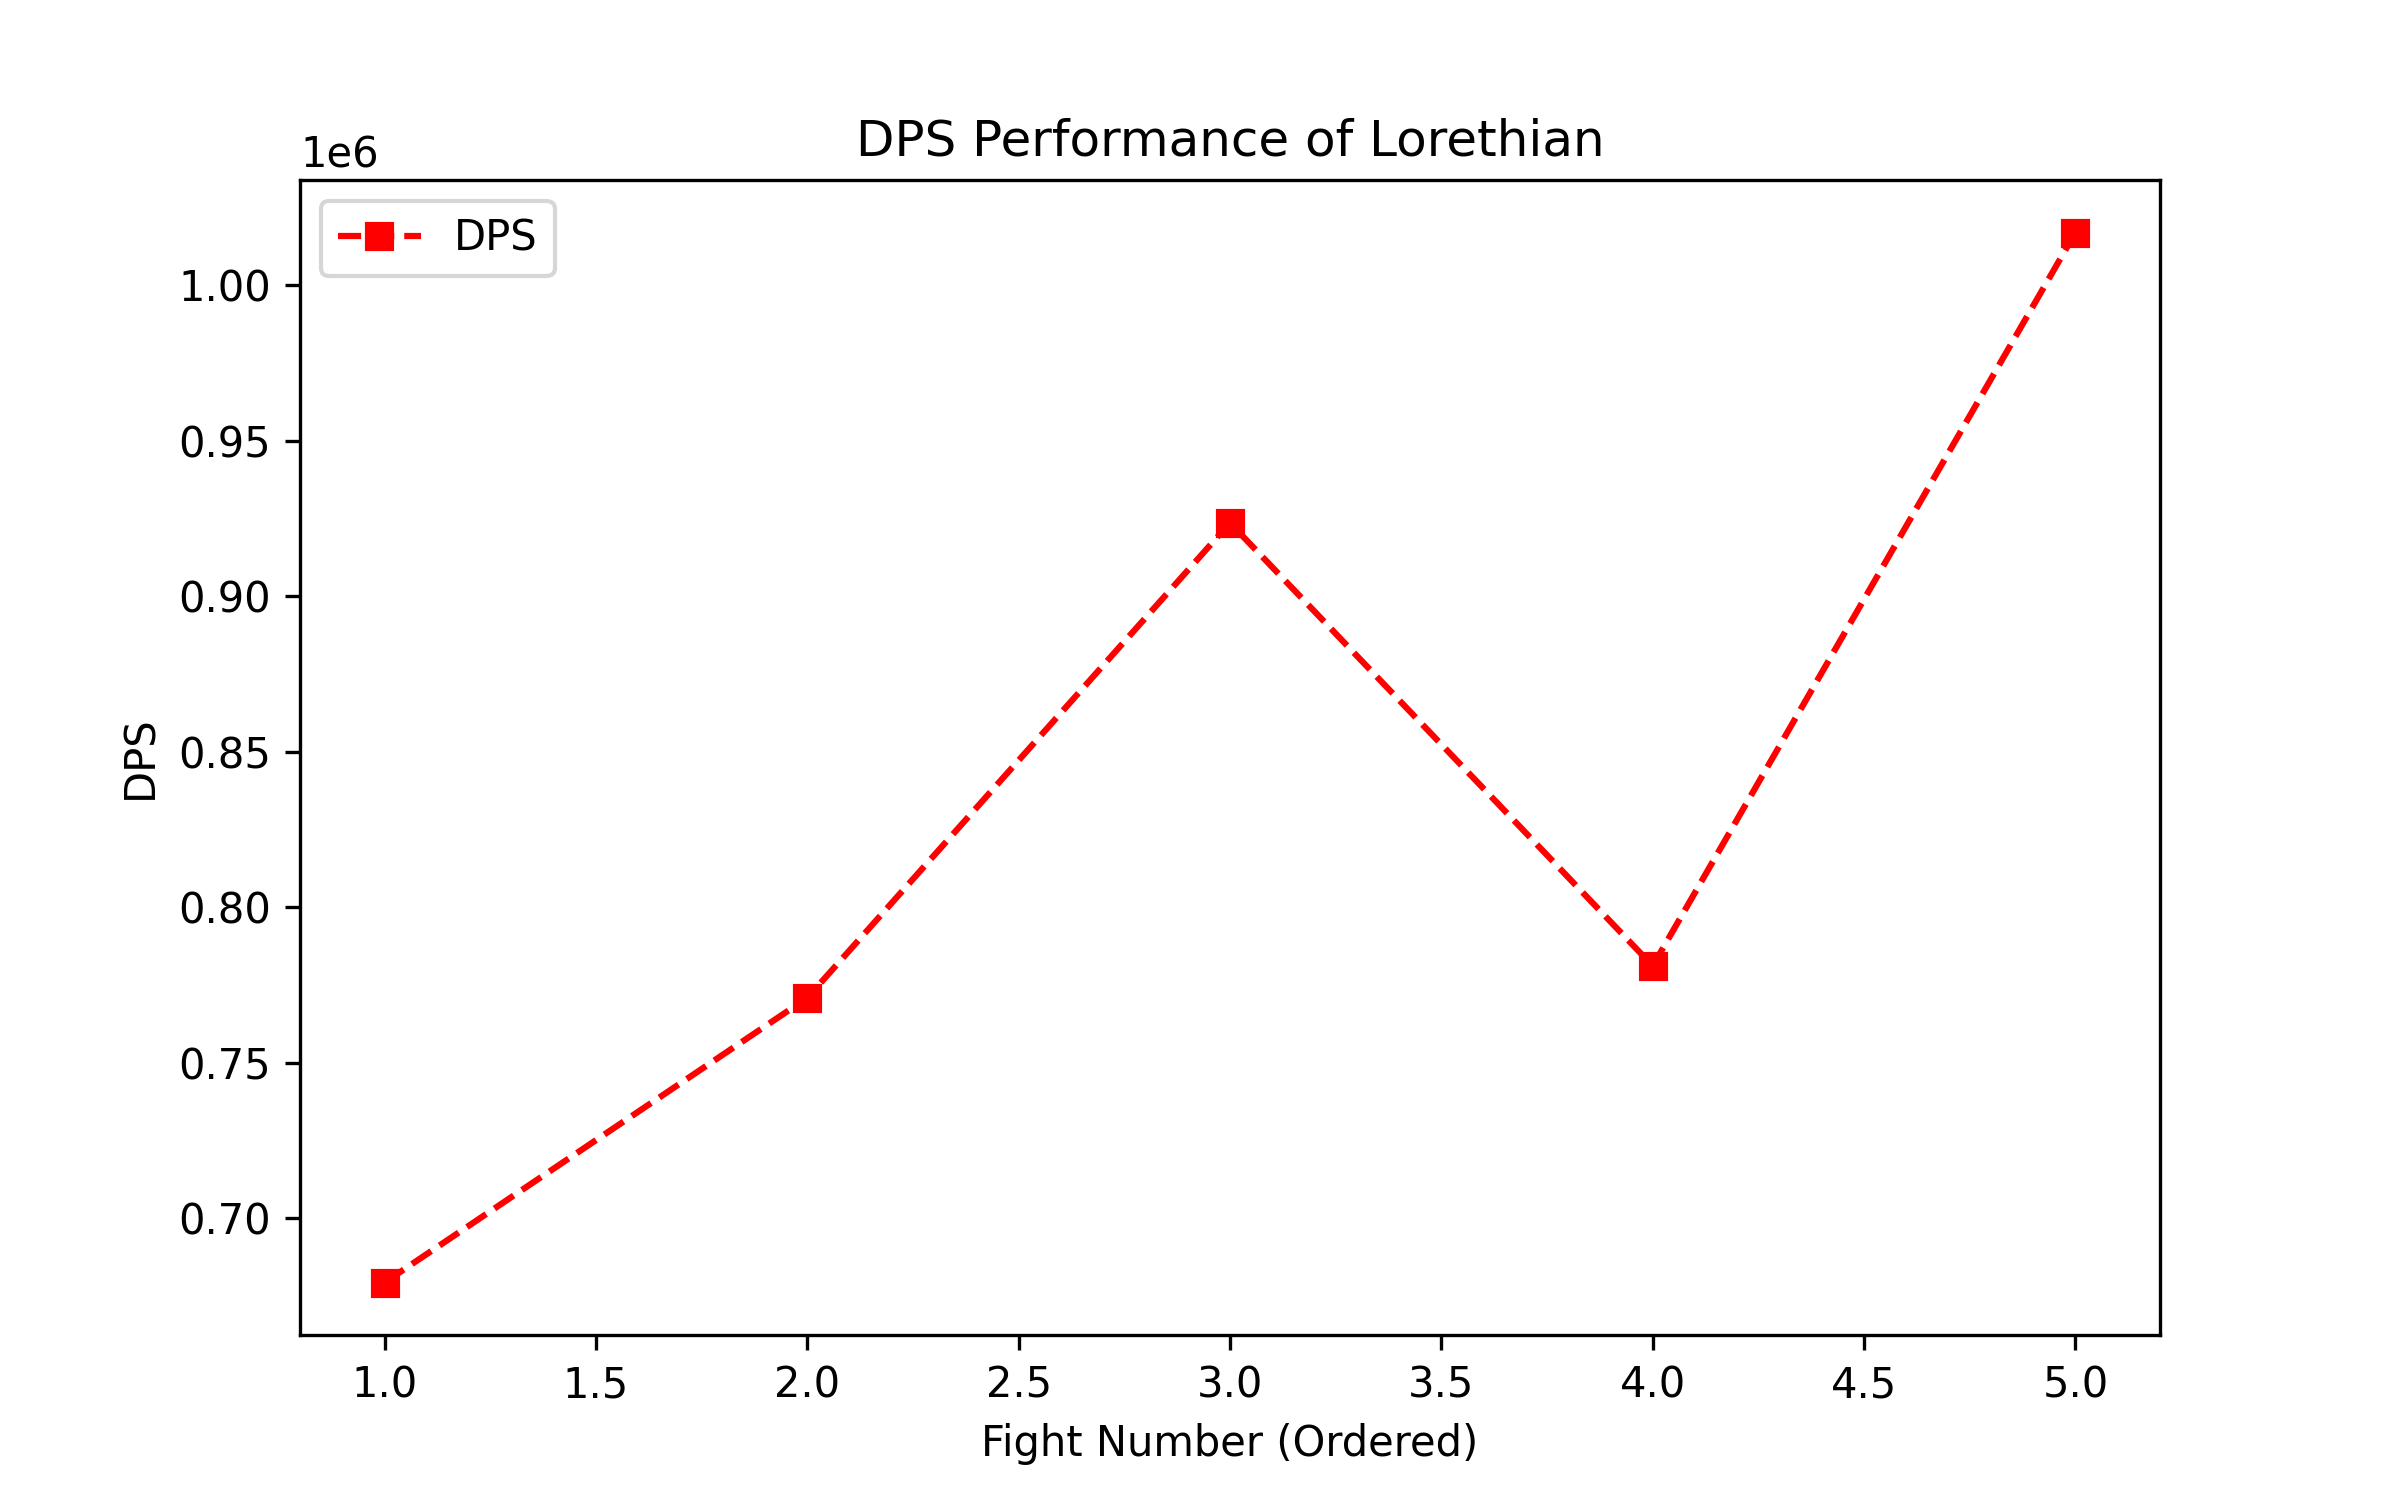 DPS Performance of Lorethian
1e6
DPS
1.00
0.95
0.90
0.85
0.80
0.75
0.70
DPS
1.0 1.5 2.0 2.5 3.0 3.5 4.0 4.5 5.0
Fight Number (Ordered)